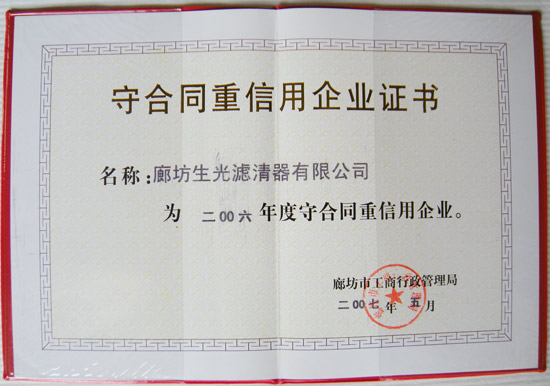 守合同重信用企业证书
名称：廊坊生光滤清器有限公司
为 二00六 年度守合同重信用企业。
廊坊市工商行政管理局
二00七年 五月